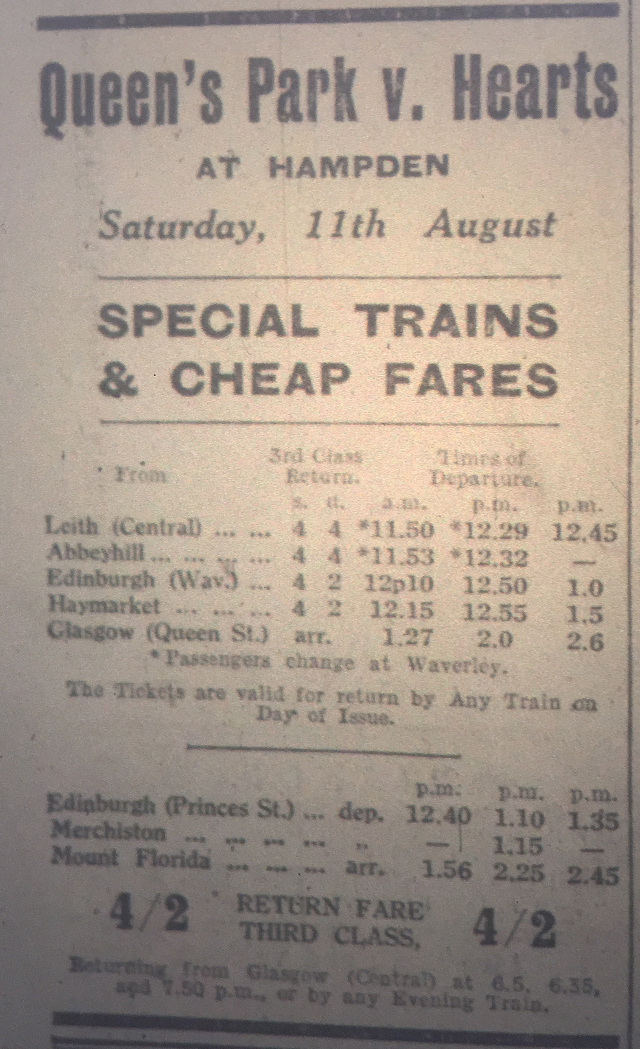 Queen's Park v. Hearts
AT HAMPDEN
Saturday, 11th August
SPECIAL TRAINS
& CHEAP FARES
From 3rd Class Return. Times of Departure.
s. d. a.m. p.m. p.m.
Leith (Central) ... ... 4 4 *11.50 *12.29 12.45
Abbeyhill ... ... ... ... 4 4 *11.53 *12.32 —
Edinburgh (Wav.) ... 4 2 12p10 12.50 1.0
Haymarket ... ... ... 4 2 12.15 12.55 1.5
Glasgow (Queen St.) arr. 1.27 2.0 2.6
* Passengers change at Waverley.
The Tickets are valid for return by Any Train on
Day of Issue.
p.m. p.m. p.m.
Edinburgh (Princes St.) ... dep. 12.40 1.10 1.35
Merchiston ... ... ... ... „ — 1.15 —
Mount Florida ... ... ... arr. 1.56 2.25 2.45
4/2 RETURN FARE THIRD CLASS, 4/2
Returning from Glasgow (Central) at 6.5, 6.35,
and 7.50 p.m., or by any Evening Train.